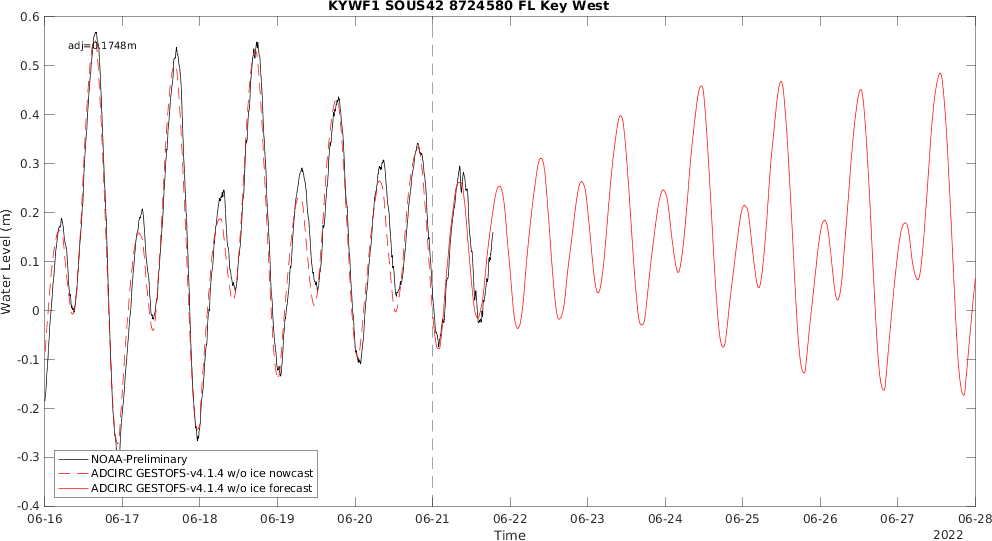 KYWF1 SOUS42 8724580 FL Key West
adj=0.1748m
0.6
0.5
0.4
0.3
0.2
0.1
0
-0.1
-0.2
-0.3
-0.4
Water Level (m)
NOAA-Preliminary
ADCIRC GESTOFS-v4.1.4 w/o ice nowcast
ADCIRC GESTOFS-v4.1.4 w/o ice forecast
06-16 06-17 06-18 06-19 06-20 06-21 06-22 06-23 06-24 06-25 06-26 06-27 06-28
Time
2022